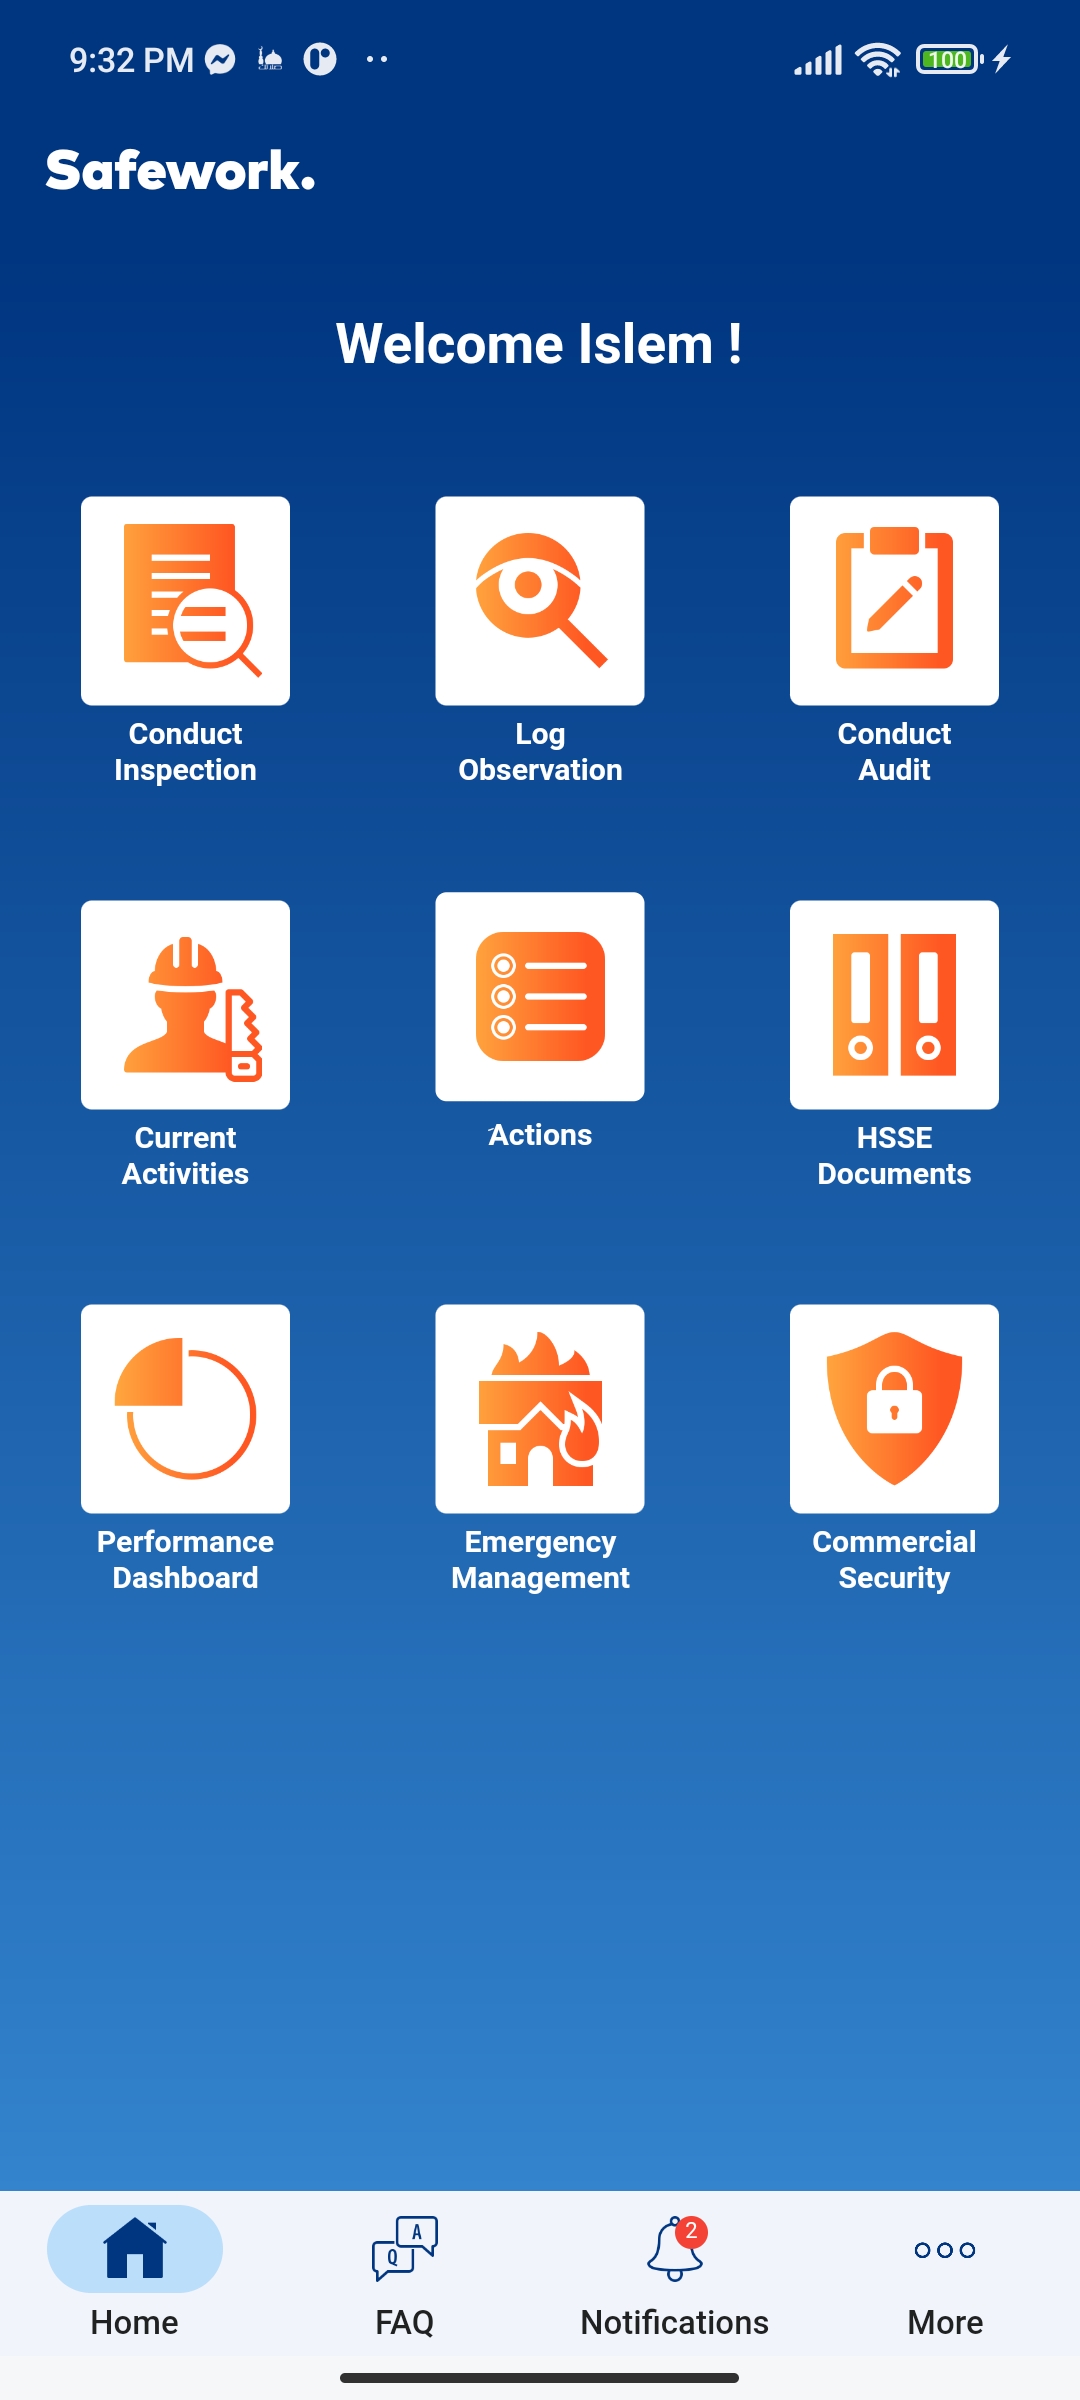 9:32 PM
100
Safework.
Welcome Islem !
Conduct
Inspection
Log
Observation
Conduct
Audit
Current
Activities
Actions
HSSE
Documents
Performance
Dashboard
Emergency
Management
Commercial
Security
A
Q
2
Home
FAQ
Notifications
More